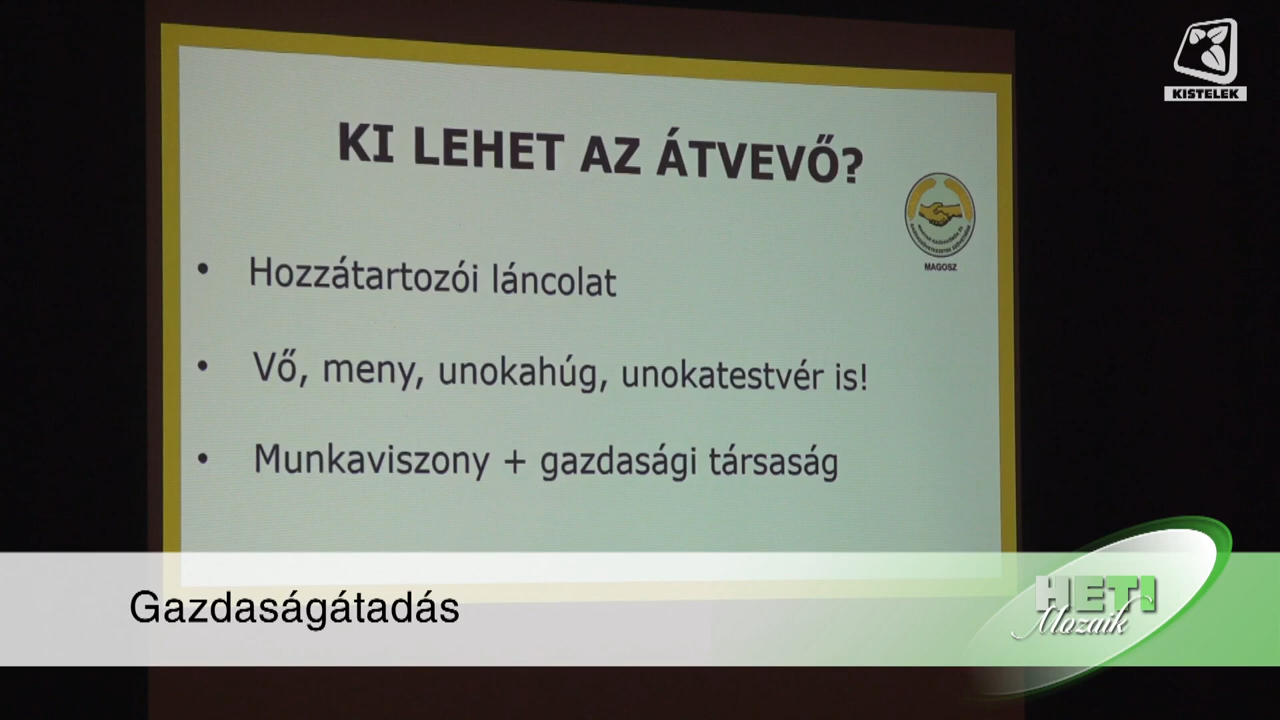 KISTELEK
KI LEHET AZ ÁTVEVŐ?
MAGOSZ
• Hozzátartozói láncolat
• Vő, meny, unokahúg, unokatestvér is!
• Munkaviszony + gazdasági társaság
Gazdaságátadás
HETI
Mozaik